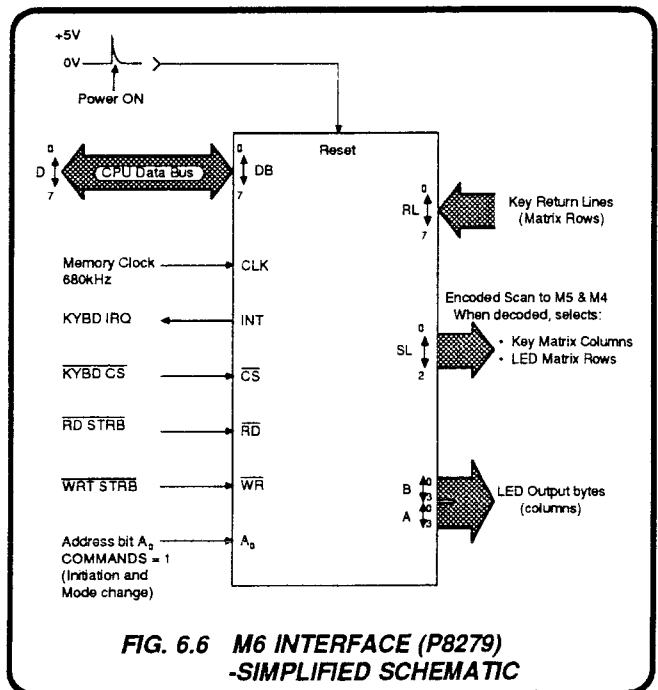 +5V
0V
Power ON
Reset
0
D
7
CPU Data Bus
0
DB
7
0
RL
7
Key Return Lines
(Matrix Rows)
Memory Clock
680kHz
CLK
KYBD IRQ
INT
KYBD CS
CS
RD STRB
RD
WRT STRB
WR
Address bit A0
COMMANDS = 1
(Initiation and
Mode change)
A0
Encoded Scan to M5 & M4
When decoded, selects:
0
SL
2
• Key Matrix Columns
• LED Matrix Rows
B
0
3
A
0
3
LED Output bytes
(columns)
FIG. 6.6 M6 INTERFACE (P8279)
-SIMPLIFIED SCHEMATIC